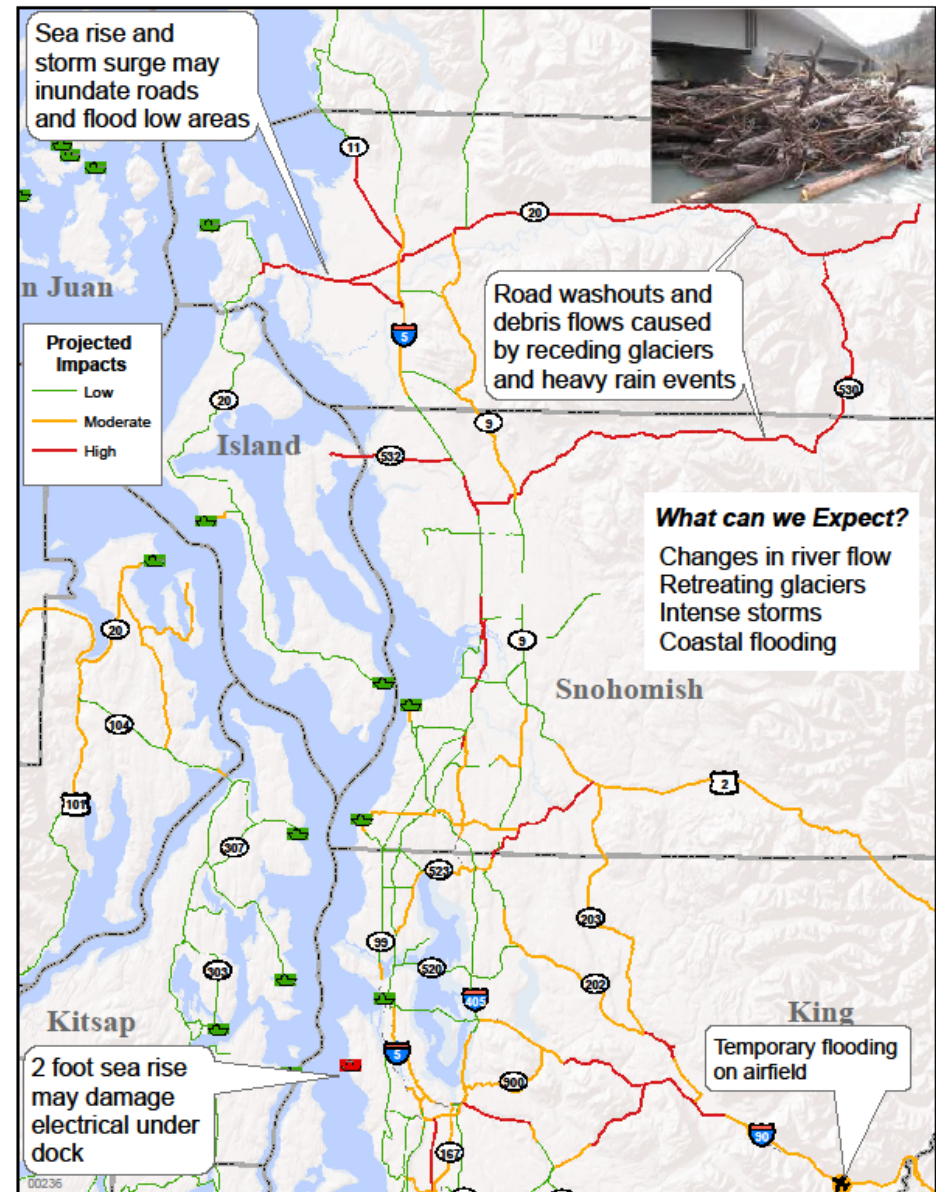 Sea rise and
storm surge may
inundate roads
and flood low areas
11
20
n Juan
Road washouts and
debris flows caused
by receding glaciers
and heavy rain events
5
Projected
Impacts
Low
Moderate
High
530
20
9
Island
532
What can we Expect?
Changes in river flow
Retreating glaciers
Intense storms
Coastal flooding
20
9
Snohomish
104
2
101
307
523
203
99
520
303
202
405
Kitsap
King
Temporary flooding
on airfield
5
2 foot sea rise
may damage
electrical under
dock
900
90
167
00236